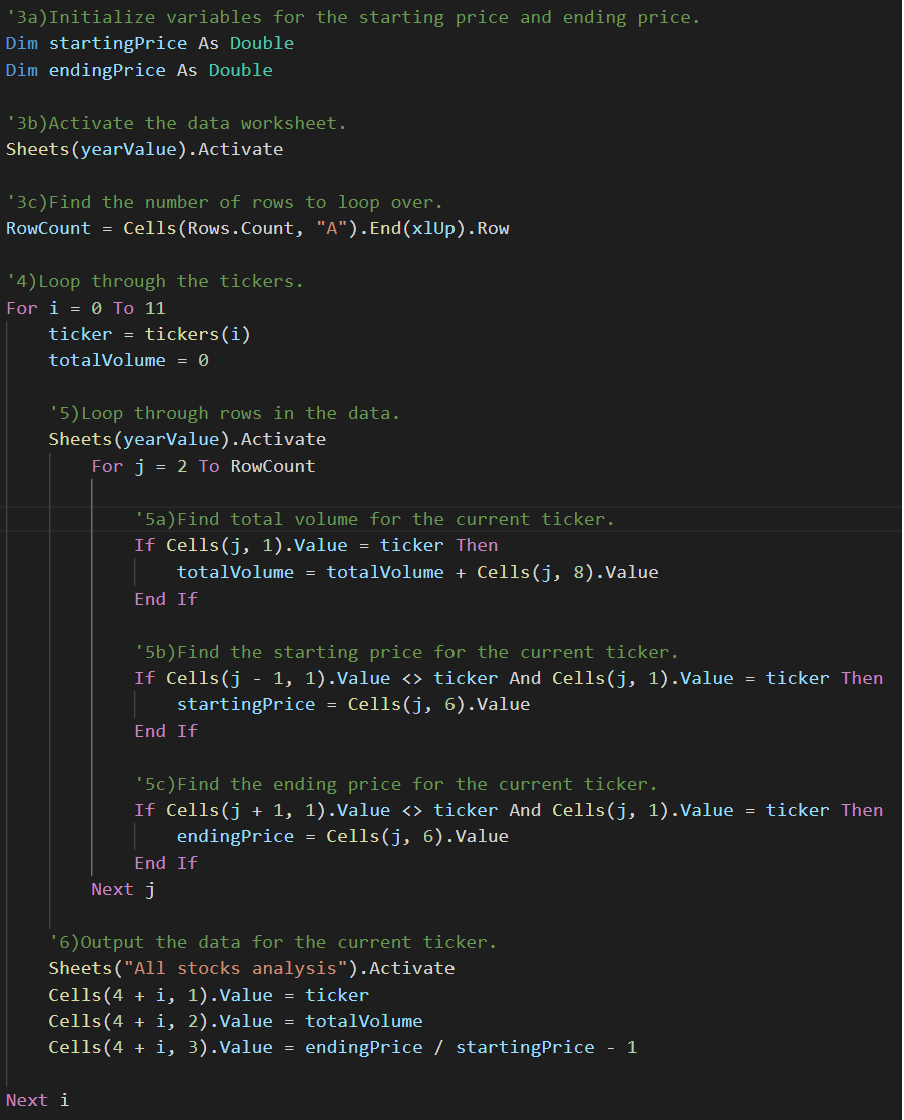 '3a)Initialize variables for the starting price and ending price.
Dim startingPrice As Double
Dim endingPrice As Double
'3b)Activate the data worksheet.
Sheets(yearValue).Activate
'3c)Find the number of rows to loop over.
RowCount = Cells(Rows.Count, "A").End(xlUp).Row
'4)Loop through the tickers.
For i = 0 To 11
    ticker = tickers(i)
    totalVolume = 0
    '5)Loop through rows in the data.
    Sheets(yearValue).Activate
        For j = 2 To RowCount
            '5a)Find total volume for the current ticker.
            If Cells(j, 1).Value = ticker Then
                totalVolume = totalVolume + Cells(j, 8).Value
            End If
            '5b)Find the starting price for the current ticker.
            If Cells(j - 1, 1).Value <> ticker And Cells(j, 1).Value = ticker Then
                startingPrice = Cells(j, 6).Value
            End If
            '5c)Find the ending price for the current ticker.
            If Cells(j + 1, 1).Value <> ticker And Cells(j, 1).Value = ticker Then
                endingPrice = Cells(j, 6).Value
            End If
        Next j
    '6)Output the data for the current ticker.
    Sheets("All stocks analysis").Activate
    Cells(4 + i, 1).Value = ticker
    Cells(4 + i, 2).Value = totalVolume
    Cells(4 + i, 3).Value = endingPrice / startingPrice - 1
Next i